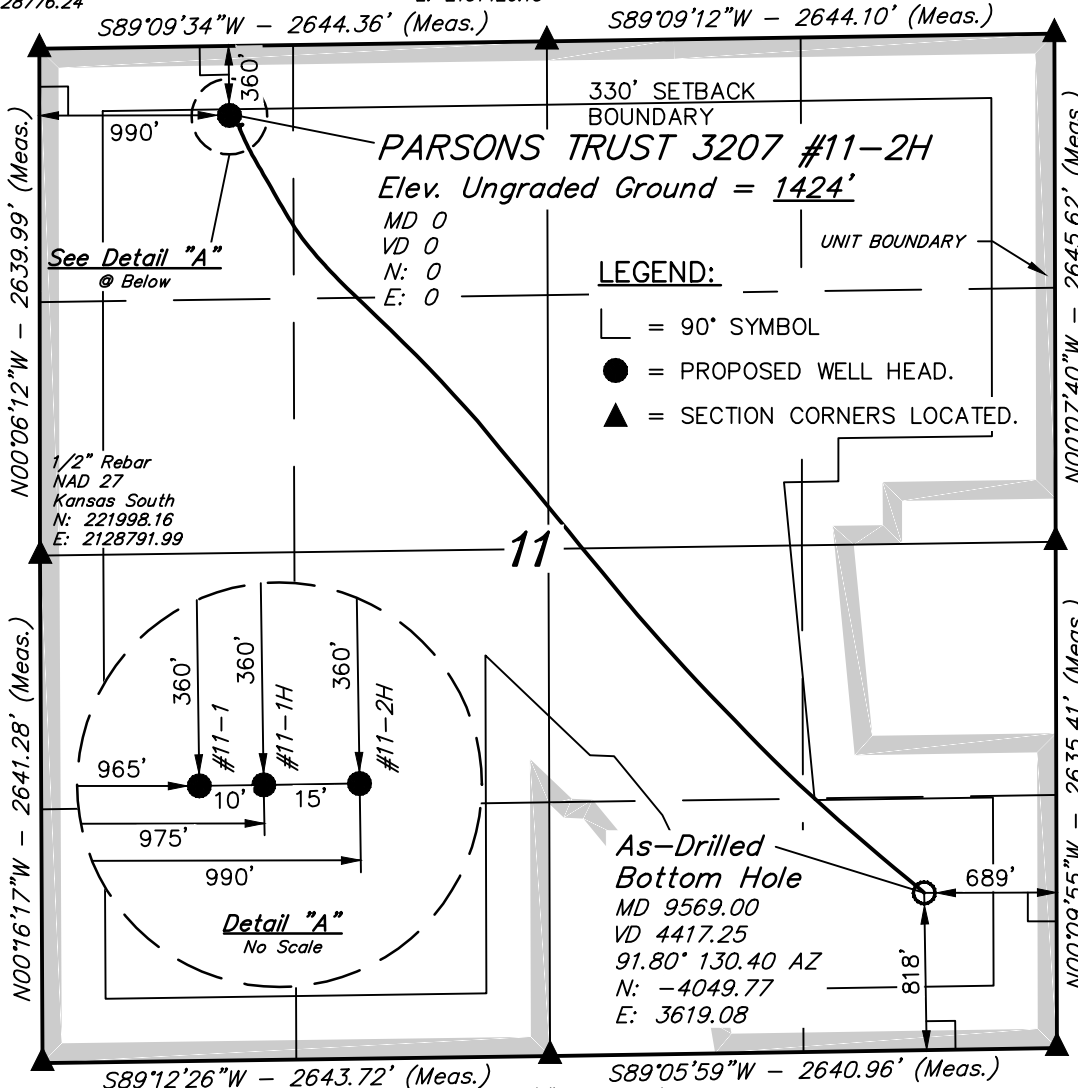 S89°09'34"W - 2644.36' (Meas.)
S89°09'12"W - 2644.10' (Meas.)
360'
990'
330' SETBACK
BOUNDARY
PARSONS TRUST 3207 #11-2H
Elev. Ungraded Ground = 1424'
MD 0
VD 0
N: 0
E: 0
See Detail "A"
@ Below
UNIT BOUNDARY
LEGEND:
= 90° SYMBOL
= PROPOSED WELL HEAD.
= SECTION CORNERS LOCATED.
N00°06'12"W - 2639.99' (Meas.)
N00°07'40"W - 2645.62' (Meas.)
1/2" Rebar
NAD 27
Kansas South
N: 221998.16
E: 2128791.99
11
360'
360'
360'
#11-1
#11-1H
#11-2H
965'
10'
15'
975'
990'
Detail "A"
No Scale
N00°16'17"W - 2641.28' (Meas.)
N00°09'55"W - 2635.41' (Meas.)
As-Drilled
Bottom Hole
MD 9569.00
VD 4417.25
91.80° 130.40 AZ
N: -4049.77
E: 3619.08
689'
818'
S89°12'26"W - 2643.72' (Meas.)
S89°05'59"W - 2640.96' (Meas.)